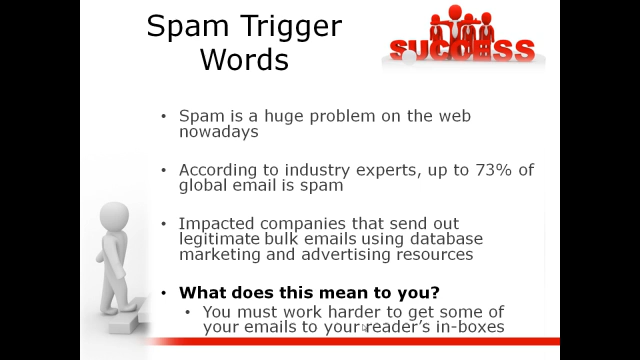 Spam Trigger
Words
SUCCESS
• Spam is a huge problem on the web
nowadays
• According to industry experts, up to 73% of
global email is spam
• Impacted companies that send out
legitimate bulk emails using database
marketing and advertising resources
• What does this mean to you?
• You must work harder to get some of
your emails to your reader's in-boxes